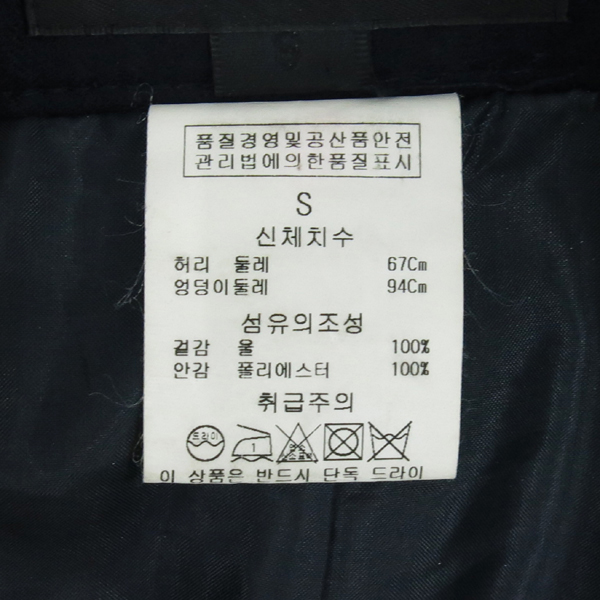 S
품질경영및공산품안전
관리법에의한품질표시
S
신체치수
허리 둘레 67Cm
엉덩이둘레 94Cm
섬유의조성
겉감 울 100%
안감 폴리에스터 100%
취급주의
드라이
이 상품은 반드시 단독 드라이